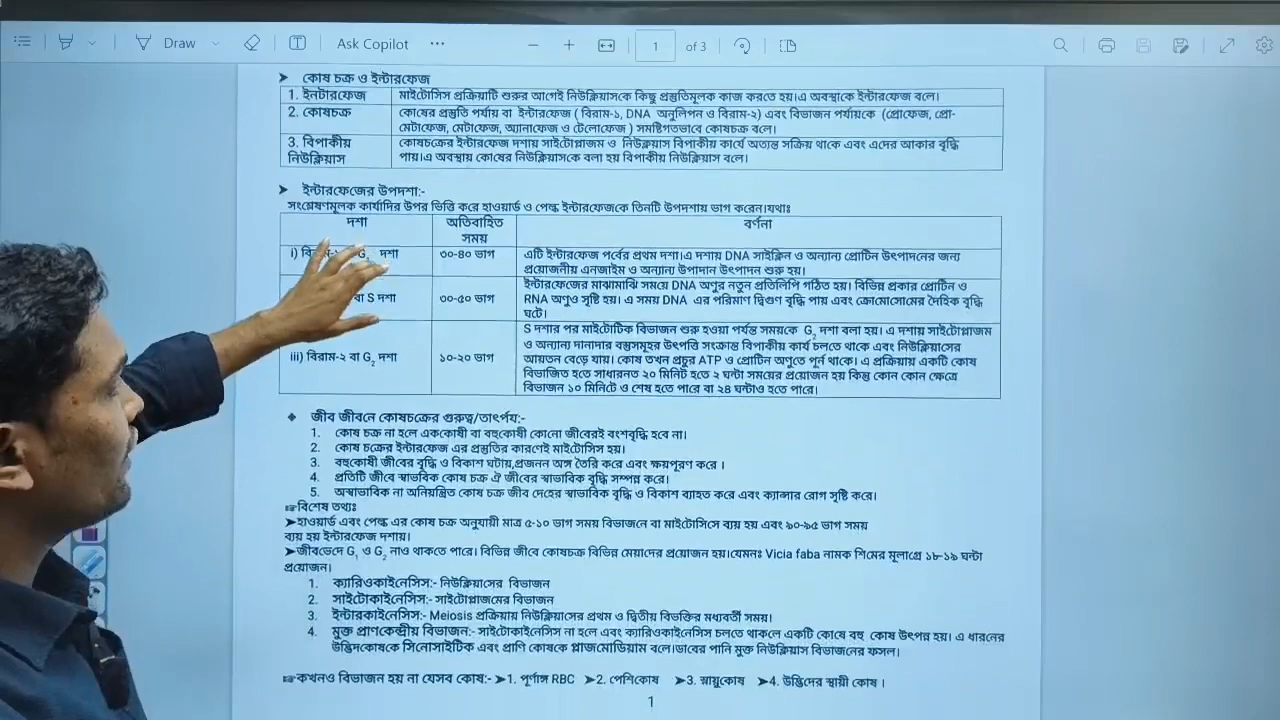 Draw
Ask Copilot
1 of 3
➤ কোষ চক্র ও ইন্টারফেজ
1. ইনটারফেজ মাইটোসিস প্রক্রিয়াটি শুরুর আগেই নিউক্লিয়াসকে কিছু প্রস্তুতিমূলক কাজ করতে হয়।এ অবস্থাকে ইন্টারফেজ বলে।
2. কোষচক্র কোষের প্রস্তুতি পর্যায় বা ইন্টারফেজ ( বিরাম-১, DNA অনুলিপন ও বিরাম-২) এবং বিভাজন পর্যায়কে (প্রোফেজ, প্রো-
মেটাফেজ, মেটাফেজ, অ্যানাফেজ ও টেলোফেজ ) সমষ্টিগতভাবে কোষচক্র বলে।
3. বিপাকীয় কোষচক্রের ইন্টারফেজ দশায় সাইটোপ্লাজম ও নিউক্লিয়াস বিপাকীয় কার্যে অত্যন্ত সক্রিয় থাকে এবং এদের আকার বৃদ্ধি
নিউক্লিয়াস পায়।এ অবস্থায় কোষের নিউক্লিয়াসকে বলা হয় বিপাকীয় নিউক্লিয়াস বলে।
➤ ইন্টারফেজের উপদশা:-
সংশ্লেষণমূলক কার্যাদির উপর ভিত্তি করে হাওয়ার্ড ও পেল্ক ইন্টারফেজকে তিনটি উপদশায় ভাগ করেন।যথাঃ
দশা অতিবাহিত সময় বর্ণনা
i) দশা ৩০-৪০ ভাগ এটি ইন্টারফেজ পর্বের প্রথম দশা।এ দশায় DNA সাইক্লিন ও অন্যান্য প্রোটিন উৎপাদনের জন্য
প্রয়োজনীয় এনজাইম ও অন্যান্য উপাদান উৎপাদন শুরু হয়।
বা S দশা ৩০-৫০ ভাগ ইন্টারফেজের মাঝামাঝি সময়ে DNA অণুর নতুন প্রতিলিপি গঠিত হয়। বিভিন্ন প্রকার প্রোটিন ও
RNA অণুও সৃষ্টি হয়। এ সময় DNA এর পরিমাণ দ্বিগুণ বৃদ্ধি পায় এবং ক্রোমোসোমের দৈহিক বৃদ্ধি
ঘটে।
iii) বিরাম-২ বা G₂ দশা ১০-২০ ভাগ S দশার পর মাইটোটিক বিভাজন শুরু হওয়া পর্যন্ত সময়কে G₂ দশা বলা হয়। এ দশায় সাইটোপ্লাজম
ও অন্যান্য দানাদার বস্তুসমূহর উৎপত্তি সংক্রান্ত বিপাকীয় কার্য চলতে থাকে এবং নিউক্লিয়াসের
আয়তন বেড়ে যায়। কোষ তখন প্রচুর ATP ও প্রোটিন অণুতে পূর্ন থাকে। এ প্রক্রিয়ায় একটি কোষ
বিভাজিত হতে সাধারনত ২০ মিনিট হতে ২ ঘন্টা সময়ের প্রয়োজন হয় কিন্তু কোন কোন ক্ষেত্রে
বিভাজন ১০ মিনিটে ও শেষ হতে পারে বা ২৪ ঘন্টাও হতে পারে।
❖ জীব জীবনে কোষচক্রের গুরুত্ব/তাৎর্পয:-
1. কোষ চক্র না হলে এককোষী বা বহুকোষী কোনো জীবেরই বংশবৃদ্ধি হবে না।
2. কোষ চক্রের ইন্টারফেজ এর প্রস্তুতির কারণেই মাইটোসিস হয়।
3. বহুকোষী জীবের বৃদ্ধি ও বিকাশ ঘটায়,প্রজনন অঙ্গ তৈরি করে এবং ক্ষয়পূরণ করে ।
4. প্রতিটি জীবে স্বাভবিক কোষ চক্র ঐ জীবের স্বাভাবিক বৃদ্ধি সম্পন্ন করে।
5. অস্বাভাবিক না অনিয়ন্ত্রিত কোষ চক্র জীব দেহের স্বাভাবিক বৃদ্ধি ও বিকাশ ব্যাহত করে এবং ক্যান্সার রোগ সৃষ্টি করে।
☞বিশেষ তথ্যঃ
➤হাওয়ার্ড এবং পেল্ক এর কোষ চক্র অনুযায়ী মাত্র ৫-১০ ভাগ সময় বিভাজনে বা মাইটোসিসে ব্যয় হয় এবং ৯০-৯৫ ভাগ সময়
ব্যয় হয় ইন্টারফেজ দশায়।
➤জীবভেদে G₁ ও G₂ নাও থাকতে পারে। বিভিন্ন জীবে কোষচক্র বিভিন্ন মেয়াদের প্রয়োজন হয়।যেমনঃ Vicia faba নামক শিমের মূলাগ্রে ১৮-১৯ ঘন্টা
প্রয়োজন।
1. ক্যারিওকাইনেসিস:- নিউক্লিয়াসের বিভাজন
2. সাইটোকাইনেসিস:- সাইটোপ্লাজমের বিভাজন
3. ইন্টারকাইনেসিস:- Meiosis প্রক্রিয়ায় নিউক্লিয়াসের প্রথম ও দ্বিতীয় বিভক্তির মধ্যবর্তী সময়।
4. মুক্ত প্রাণকেন্দ্রীয় বিভাজন:- সাইটোকাইনেসিস না হলে এবং ক্যারিওকাইনেসিস চলতে থাকলে একটি কোষে বহু কোষ উৎপন্ন হয়। এ ধারনের
উদ্ভিদকোষকে সিনোসাইটিক এবং প্রাণি কোষকে প্লাজমোডিয়াম বলে।ডাবের পানি মুক্ত নিউক্লিয়াস বিভাজনের ফসল।
☞কখনও বিভাজন হয় না যেসব কোষ:- ➤1. পূর্ণাঙ্গ RBC ➤2. পেশিকোষ ➤3. স্নায়ুকোষ ➤4. উদ্ভিদের স্থায়ী কোষ ।
1